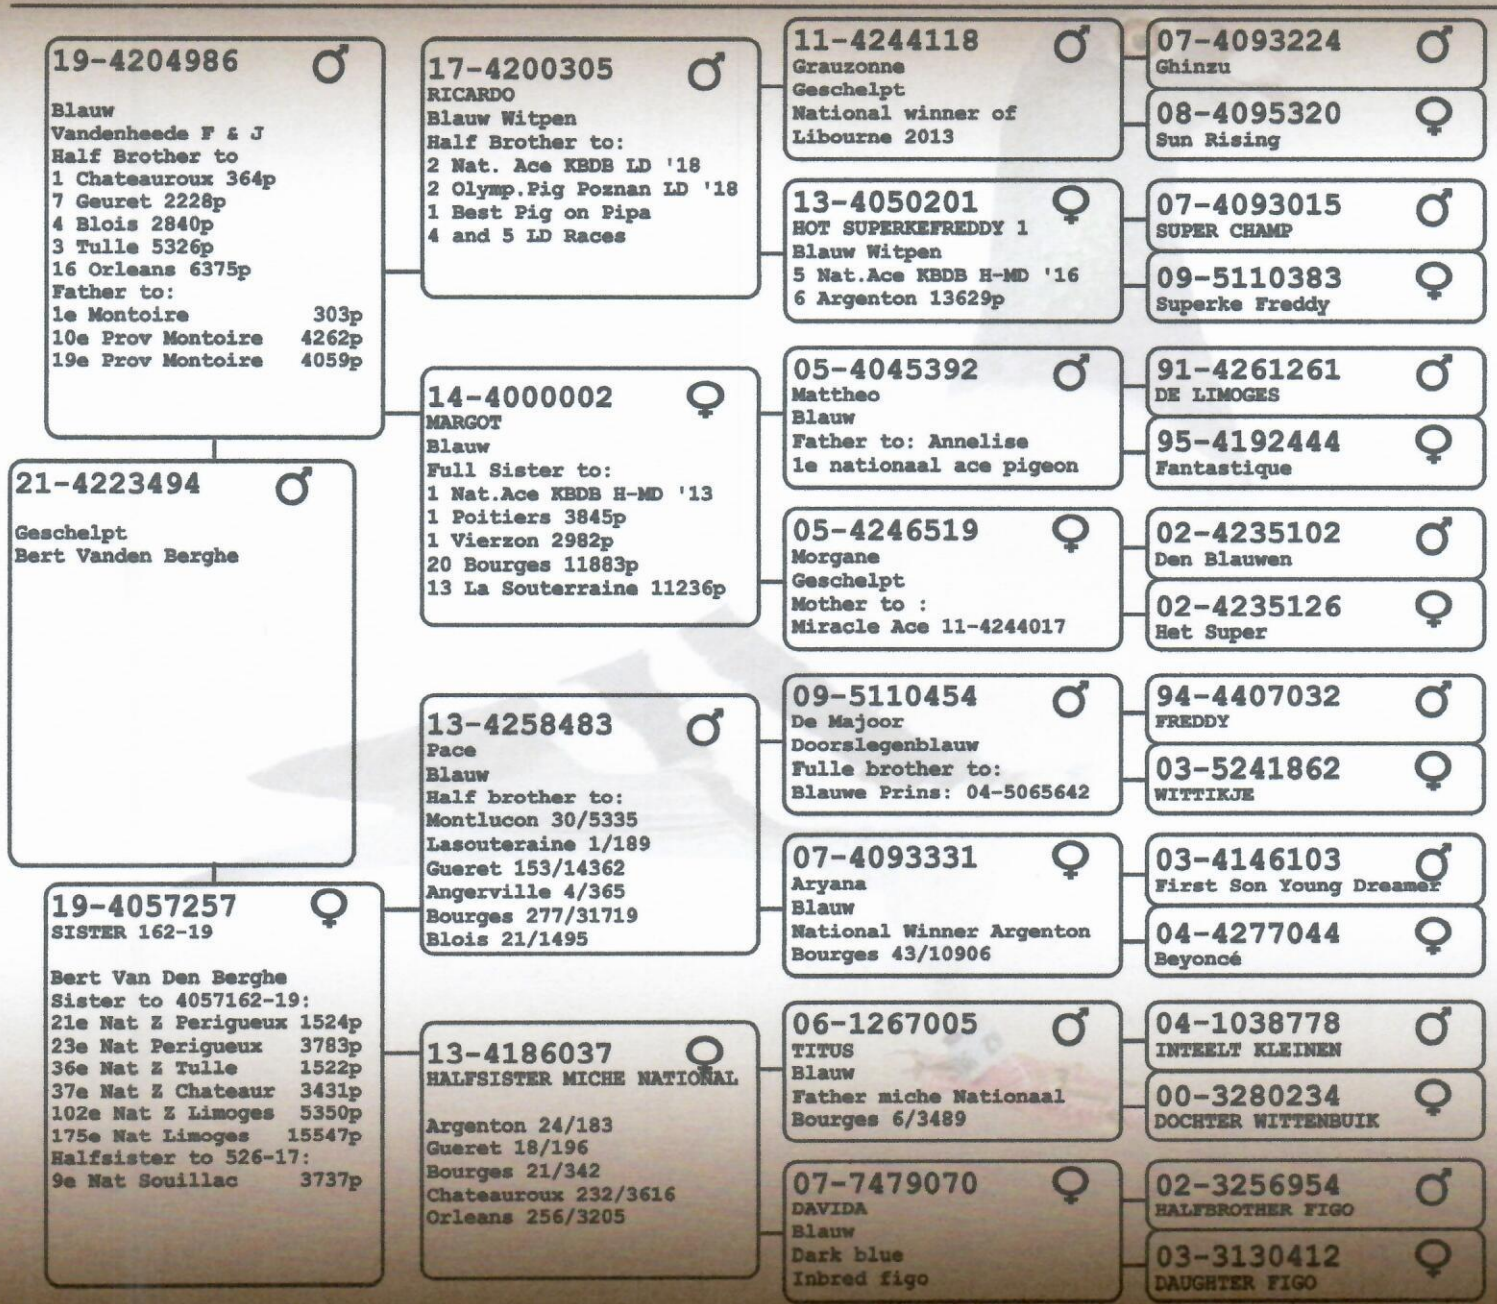 19-4204986 ♂
Blauw
Vandenheede F & J
Half Brother to
1 Chateauroux 364p
7 Geuret 2228p
4 Blois 2840p
3 Tulle 5326p
16 Orleans 6375p
Father to:
1e Montoire 303p
10e Prov Montoire 4262p
19e Prov Montoire 4059p
21-4223494 ♂
Geschelpt
Bert Vanden Berghe
19-4057257 ♀
SISTER 162-19
Bert Van Den Berghe
Sister to 4057162-19:
21e Nat Z Perigueux 1524p
23e Nat Perigueux 3783p
36e Nat Z Tulle 1522p
37e Nat Z Chateaur 3431p
102e Nat Z Limoges 5350p
175e Nat Limoges 15547p
Halfsister to 526-17:
9e Nat Souillac 3737p
17-4200305 ♂
RICARDO
Blauw Witpen
Half Brother to:
2 Nat. Ace KBDB LD '18
2 Olymp.Pig Poznan LD '18
1 Best Pig on Pipa
4 and 5 LD Races
14-4000002 ♀
MARGOT
Blauw
Full Sister to:
1 Nat.Ace KBDB H-MD '13
1 Poitiers 3845p
1 Vierzon 2982p
20 Bourges 11883p
13 La Souterraine 11236p
13-4258483 ♂
Pace
Blauw
Half brother to:
Montlucon 30/5335
Lasouteraine 1/189
Gueret 153/14362
Angerville 4/365
Bourges 277/31719
Blois 21/1495
13-4186037 ♀
HALFSISTER MICHE NATIONAL
Argenton 24/183
Gueret 18/196
Bourges 21/342
Chateauroux 232/3616
Orleans 256/3205
11-4244118 ♂
Grauzonne
Geschelpt
National winner of
Libourne 2013
13-4050201 ♀
HOT SUPERKEFREDDY 1
Blauw Witpen
5 Nat.Ace KBDB H-MD '16
6 Argenton 13629p
05-4045392 ♂
Mattheo
Blauw
Father to: Annelise
1e nationaal ace pigeon
05-4246519 ♀
Morgane
Geschelpt
Mother to :
Miracle Ace 11-4244017
09-5110454 ♂
De Majoor
Doorslegenblauw
Fulle brother to:
Blauwe Prins: 04-5065642
07-4093331 ♀
Aryana
Blauw
National Winner Argenton
Bourges 43/10906
06-1267005 ♂
TITUS
Blauw
Father miche Nationaal
Bourges 6/3489
07-7479070 ♀
DAVIDA
Blauw
Dark blue
Inbred figo
07-4093224 ♂
Ghinzu
08-4095320 ♀
Sun Rising
07-4093015 ♂
SUPER CHAMP
09-5110383 ♀
Superke Freddy
91-4261261 ♂
DE LIMOGES
95-4192444 ♀
Fantastique
02-4235102 ♂
Den Blauwen
02-4235126 ♀
Het Super
94-4407032 ♂
FREDDY
03-5241862 ♀
WITTIKJE
03-4146103 ♂
First Son Young Dreamer
04-4277044 ♀
Beyoncé
04-1038778 ♂
INTEELT KLEINEN
00-3280234 ♀
DOCHTER WITTENBUIK
02-3256954 ♂
HALFBROTHER FIGO
03-3130412 ♀
DAUGHTER FIGO